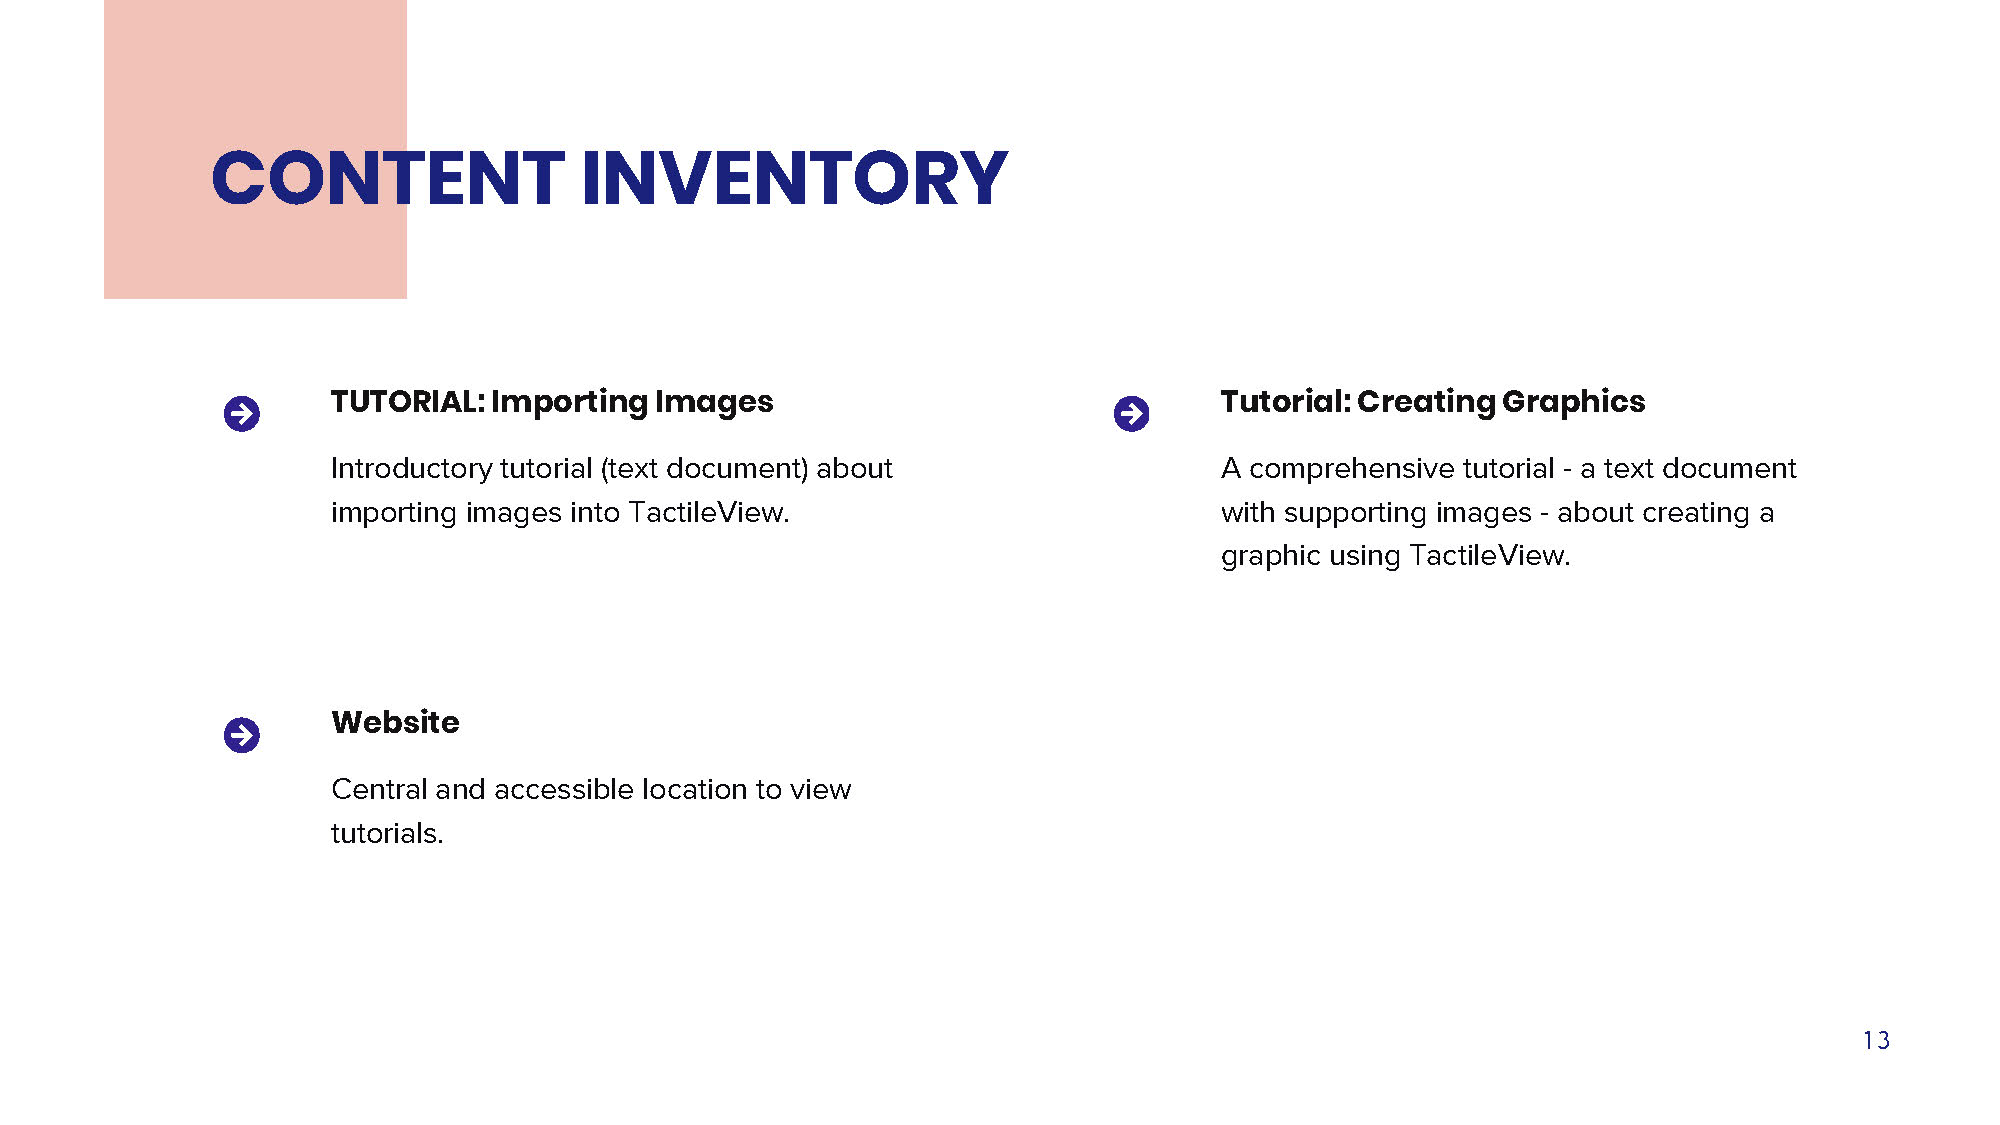 CONTENT INVENTORY
TUTORIAL: Importing Images
Introductory tutorial (text document) about
importing images into TactileView.
Tutorial: Creating Graphics
A comprehensive tutorial - a text document
with supporting images - about creating a
graphic using TactileView.
Website
Central and accessible location to view
tutorials.
13